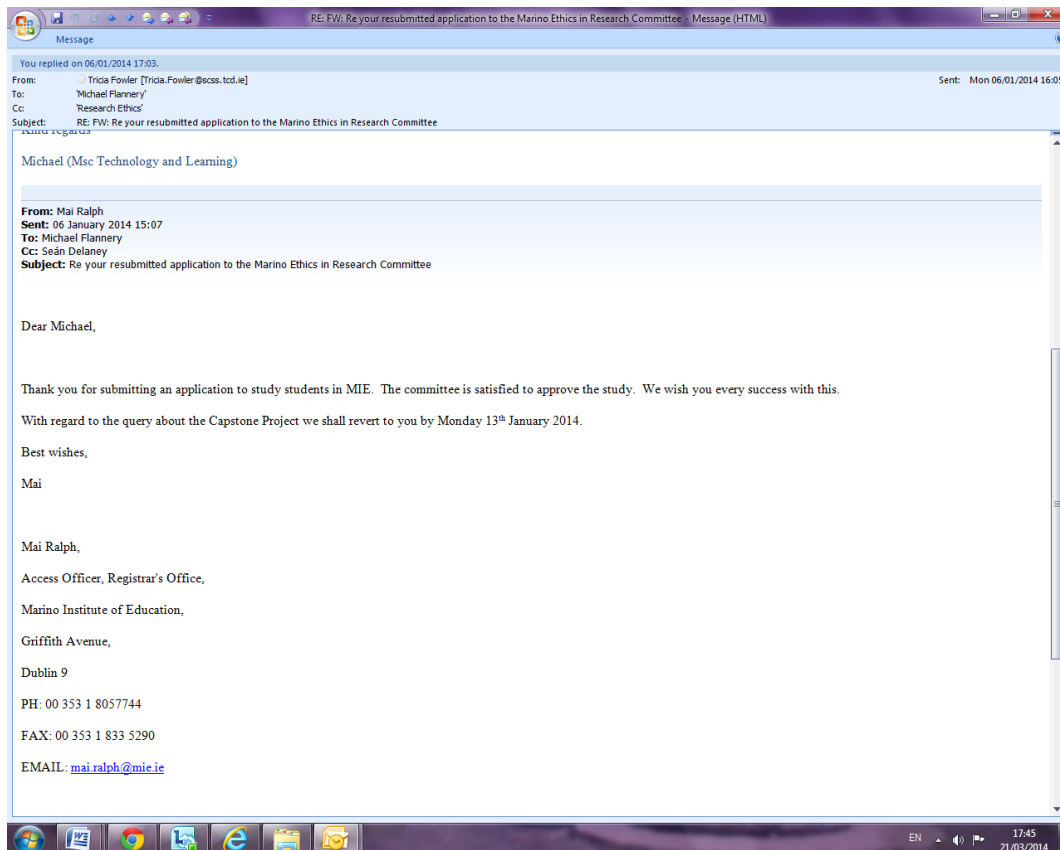 RE: FW: Re your resubmitted application to the Marino Ethics in Research Committee - Message (HTML)
Message
You replied on 06/01/2014 17:03.
From: Tricia Fowler [Tricia.Fowler@scss.tcd.ie] Sent: Mon 06/01/2014 16:05
To: 'Michael Flannery'
Cc: 'Research Ethics'
Subject: RE: FW: Re your resubmitted application to the Marino Ethics in Research Committee
Kind regards
Michael (Msc Technology and Learning)
From: Mai Ralph
Sent: 06 January 2014 15:07
To: Michael Flannery
Cc: Seán Delaney
Subject: Re your resubmitted application to the Marino Ethics in Research Committee
Dear Michael,
Thank you for submitting an application to study students in MIE.  The committee is satisfied to approve the study.  We wish you every success with this.
With regard to the query about the Capstone Project we shall revert to you by Monday 13th January 2014.
Best wishes,
Mai
Mai Ralph,
Access Officer, Registrar's Office,
Marino Institute of Education,
Griffith Avenue,
Dublin 9
PH: 00 353 1 8057744
FAX: 00 353 1 833 5290
EMAIL: mai.ralph@mie.ie
EN 17:45
21/03/2014